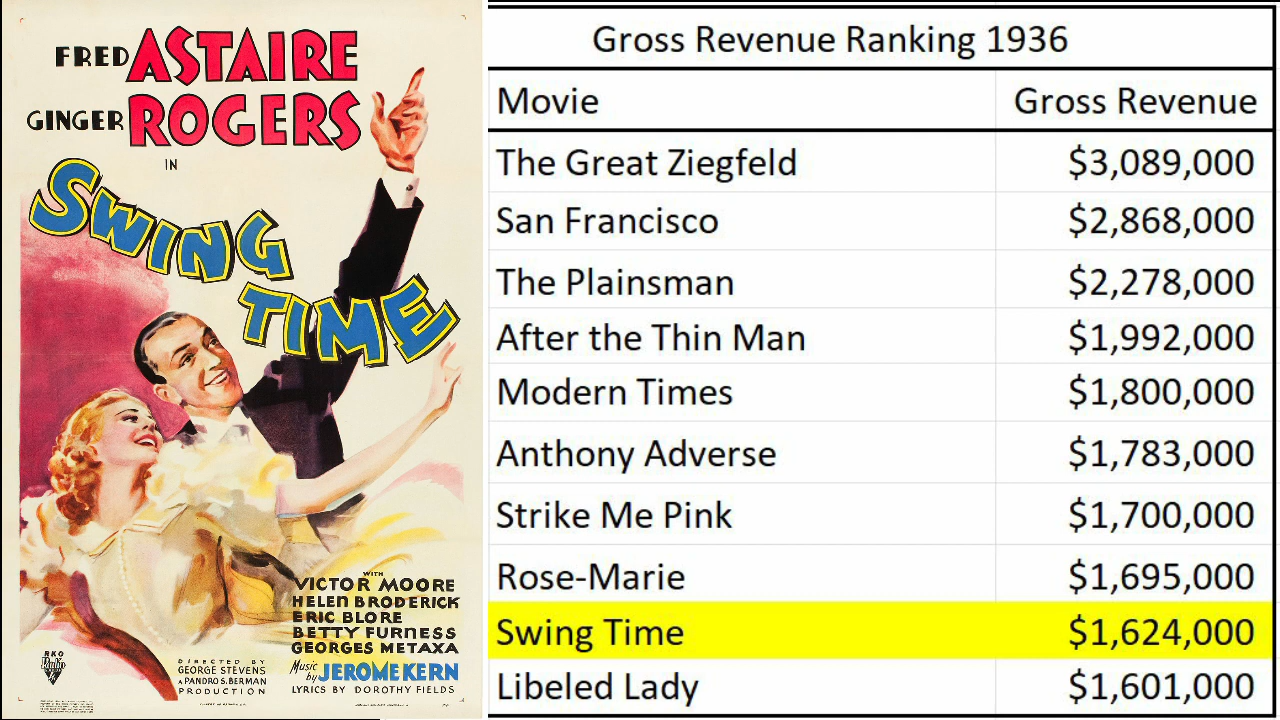 FRED ASTAIRE
GINGER ROGERS
IN
SWING
TIME
WITH
VICTOR MOORE
HELEN BRODERICK
ERIC BLORE
BETTY FURNESS
GEORGES METAXA
RKO
Radio
DIRECTED BY
GEORGE STEVENS
A PANDRO S. BERMAN
PRODUCTION
Music by JEROME KERN
LYRICS BY DOROTHY FIELDS
Gross Revenue Ranking 1936
Movie Gross Revenue
The Great Ziegfeld $3,089,000
San Francisco $2,868,000
The Plainsman $2,278,000
After the Thin Man $1,992,000
Modern Times $1,800,000
Anthony Adverse $1,783,000
Strike Me Pink $1,700,000
Rose-Marie $1,695,000
Swing Time $1,624,000
Libeled Lady $1,601,000